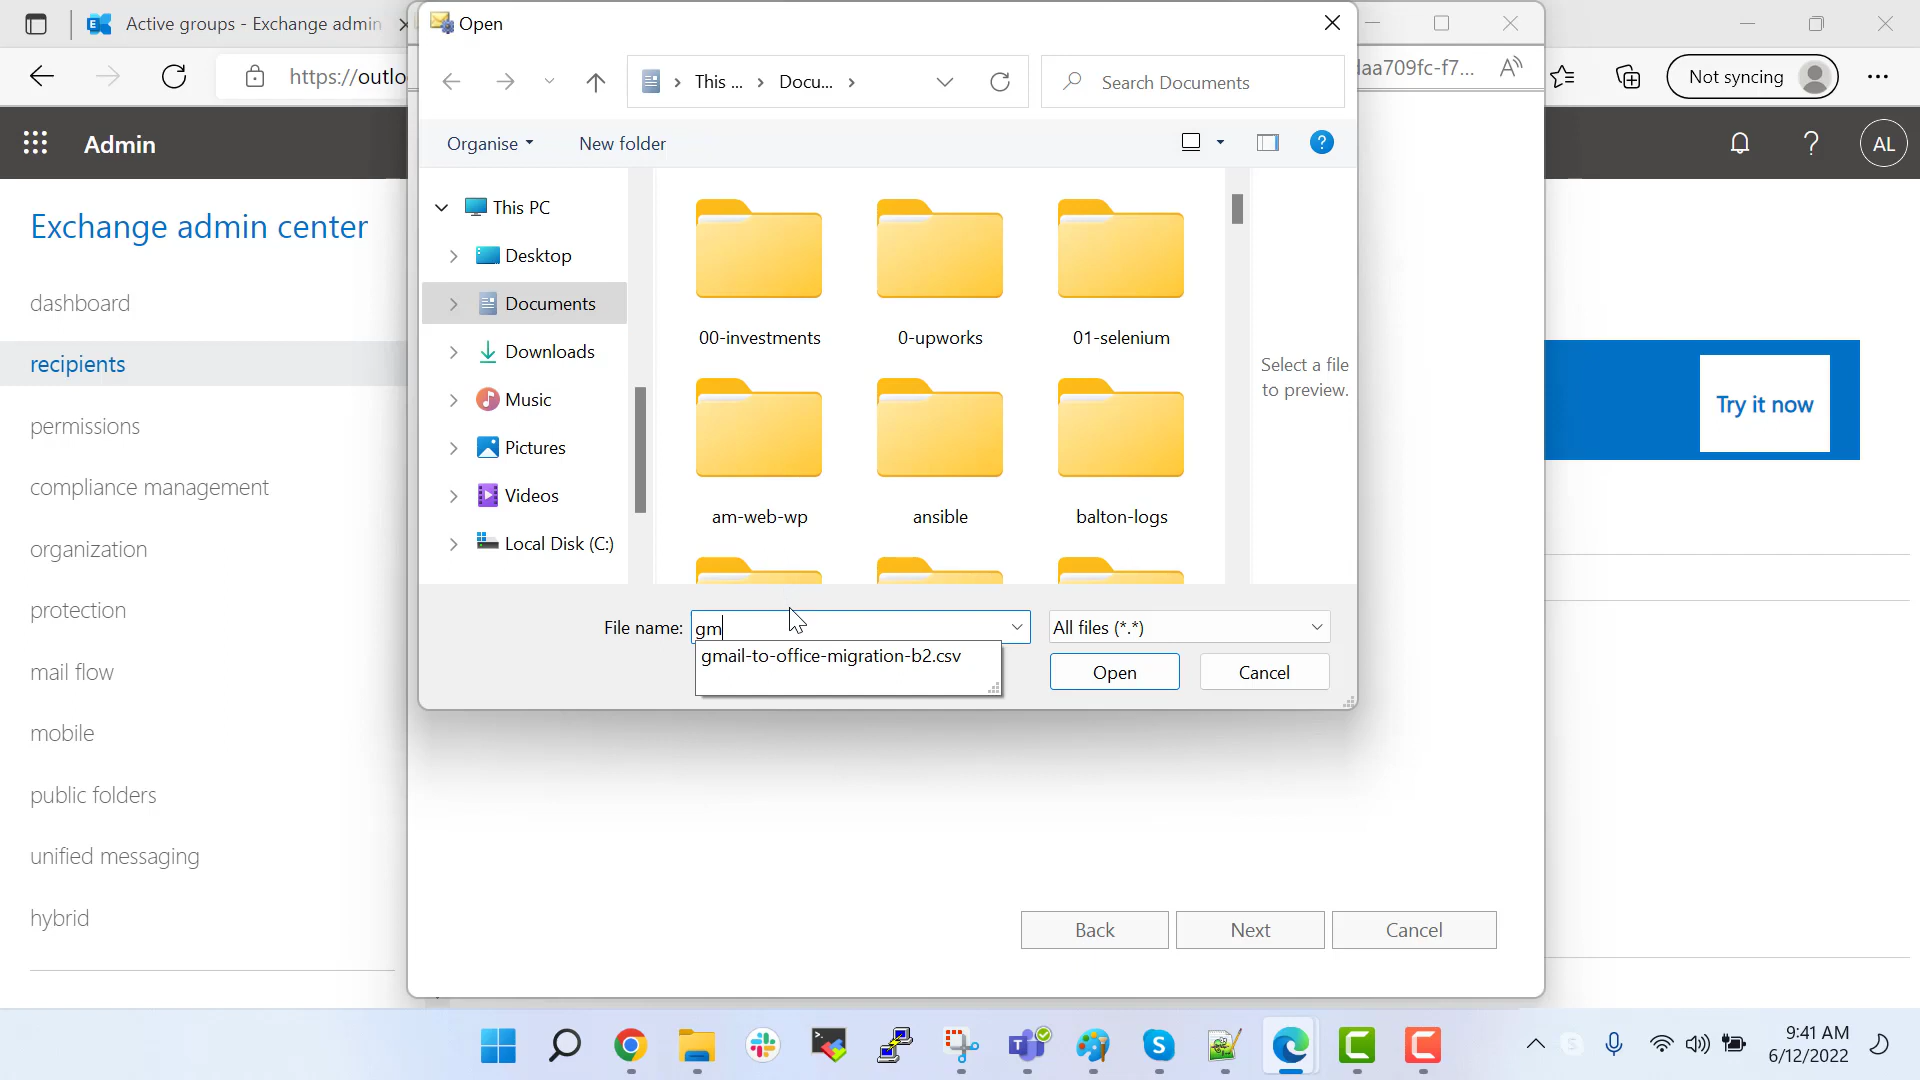 Active groups - Exchange admin
Open
https://outlo
This ...
Docu...
Search Documents
daa709fc-f7...
Not syncing
Admin
Organise
New folder
AL
Exchange admin center
dashboard
recipients
permissions
compliance management
organization
protection
mail flow
mobile
public folders
unified messaging
hybrid
This PC
Desktop
Documents
Downloads
Music
Pictures
Videos
Local Disk (C:)
00-investments
0-upworks
01-selenium
am-web-wp
ansible
balton-logs
Select a file
to preview.
Try it now
File name:
gm
All files (*.*)
gmail-to-office-migration-b2.csv
Open
Cancel
Back
Next
Cancel
9:41 AM
6/12/2022